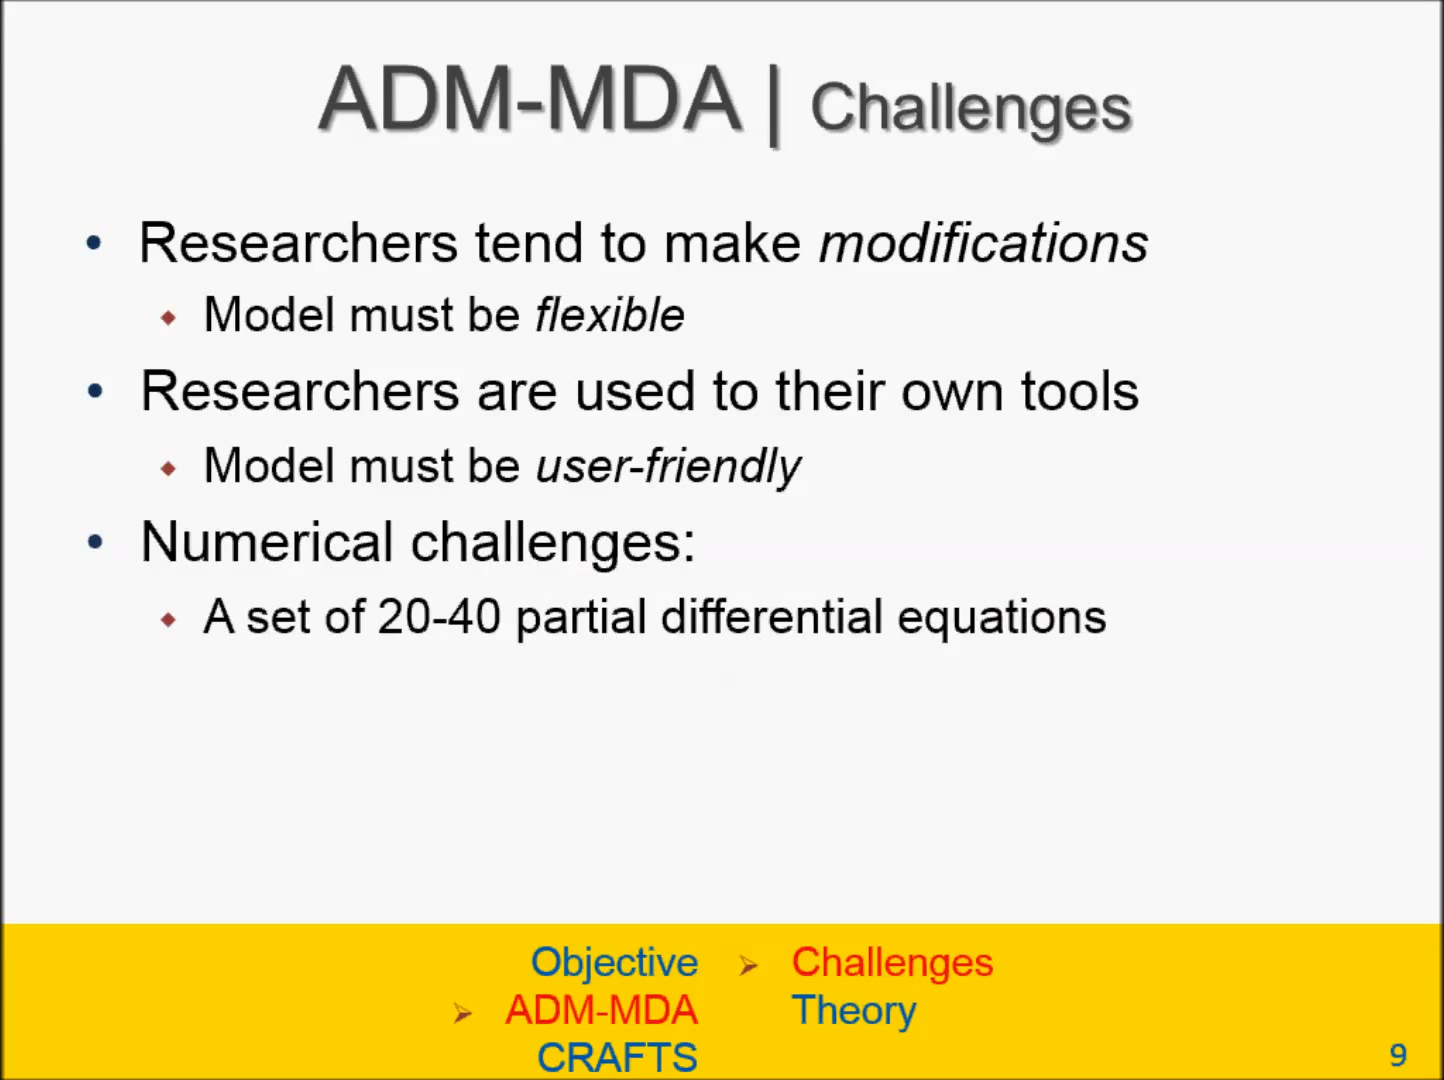 ADM-MDA | Challenges
• Researchers tend to make modifications
Model must be flexible
• Researchers are used to their own tools
Model must be user-friendly
• Numerical challenges:
A set of 20-40 partial differential equations
Objective
ADM-MDA
CRAFTS
Challenges
Theory
9